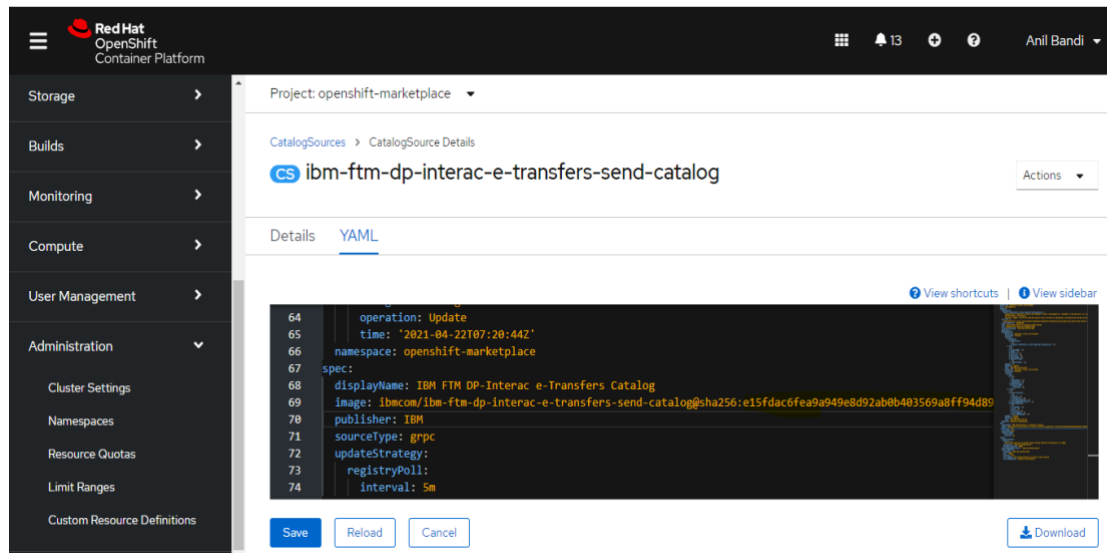 Red Hat
OpenShift
Container Platform
13
Anil Bandi
Storage
Builds
Monitoring
Compute
User Management
Administration
Cluster Settings
Namespaces
Resource Quotas
Limit Ranges
Custom Resource Definitions
Project: openshift-marketplace
CatalogSources > CatalogSource Details
CS ibm-ftm-dp-interac-e-transfers-send-catalog
Actions
Details YAML
View shortcuts | View sidebar
64 operation: Update
65 time: '2021-04-22T07:20:44Z'
66 namespace: openshift-marketplace
67 spec:
68 displayName: IBM FTM DP-Interac e-Transfers Catalog
69 image: ibmcom/ibm-ftm-dp-interac-e-transfers-send-catalog@sha256:e15fdac6fea9a949e8d92ab0b403569a8ff94d89
70 publisher: IBM
71 sourceType: grpc
72 updateStrategy:
73 registryPoll:
74 interval: 5m
Save Reload Cancel
Download